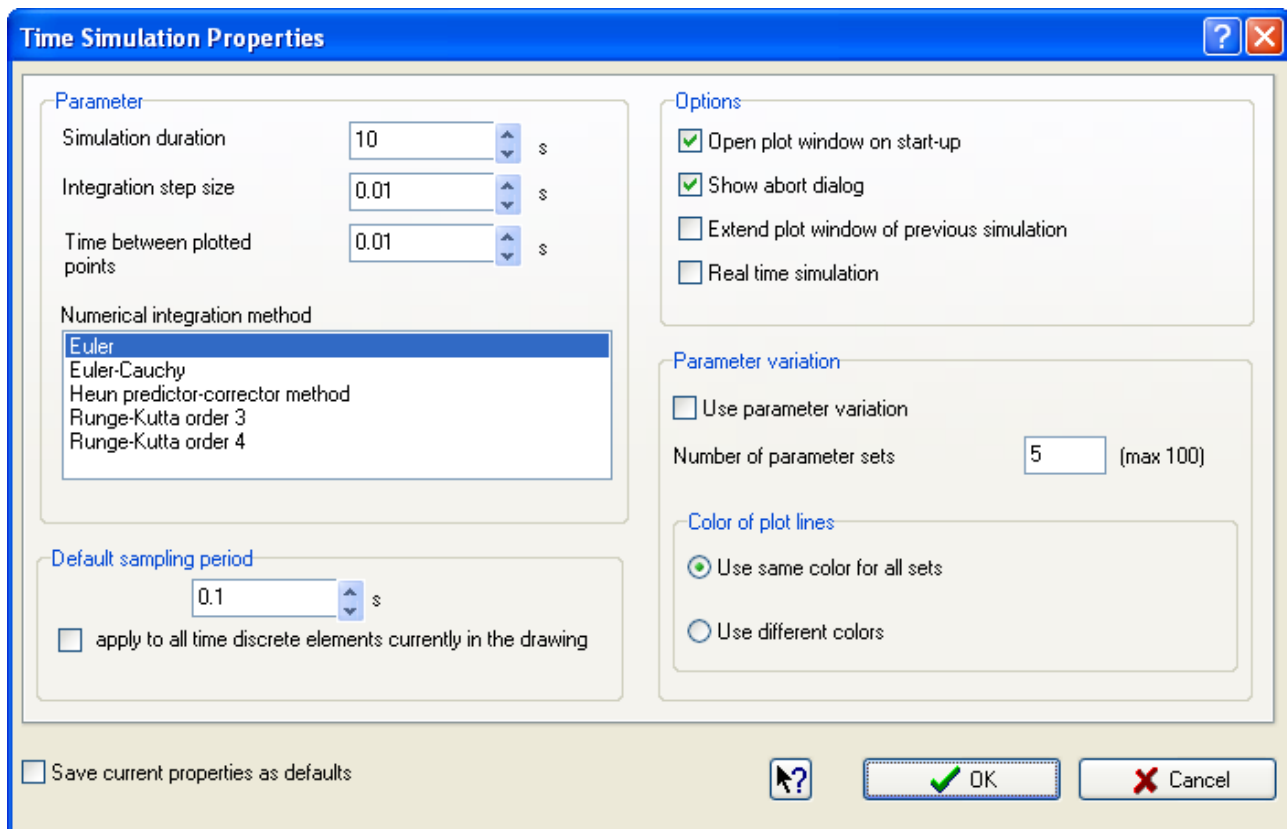 Time Simulation Properties
Parameter
Simulation duration 10 s
Integration step size 0.01 s
Time between plotted 0.01 s
points
Numerical integration method
Euler
Euler-Cauchy
Heun predictor-corrector method
Runge-Kutta order 3
Runge-Kutta order 4
Default sampling period
0.1 s
apply to all time discrete elements currently in the drawing
Options
Open plot window on start-up
Show abort dialog
Extend plot window of previous simulation
Real time simulation
Parameter variation
Use parameter variation
Number of parameter sets 5 (max 100)
Color of plot lines
Use same color for all sets
Use different colors
Save current properties as defaults
? OK Cancel